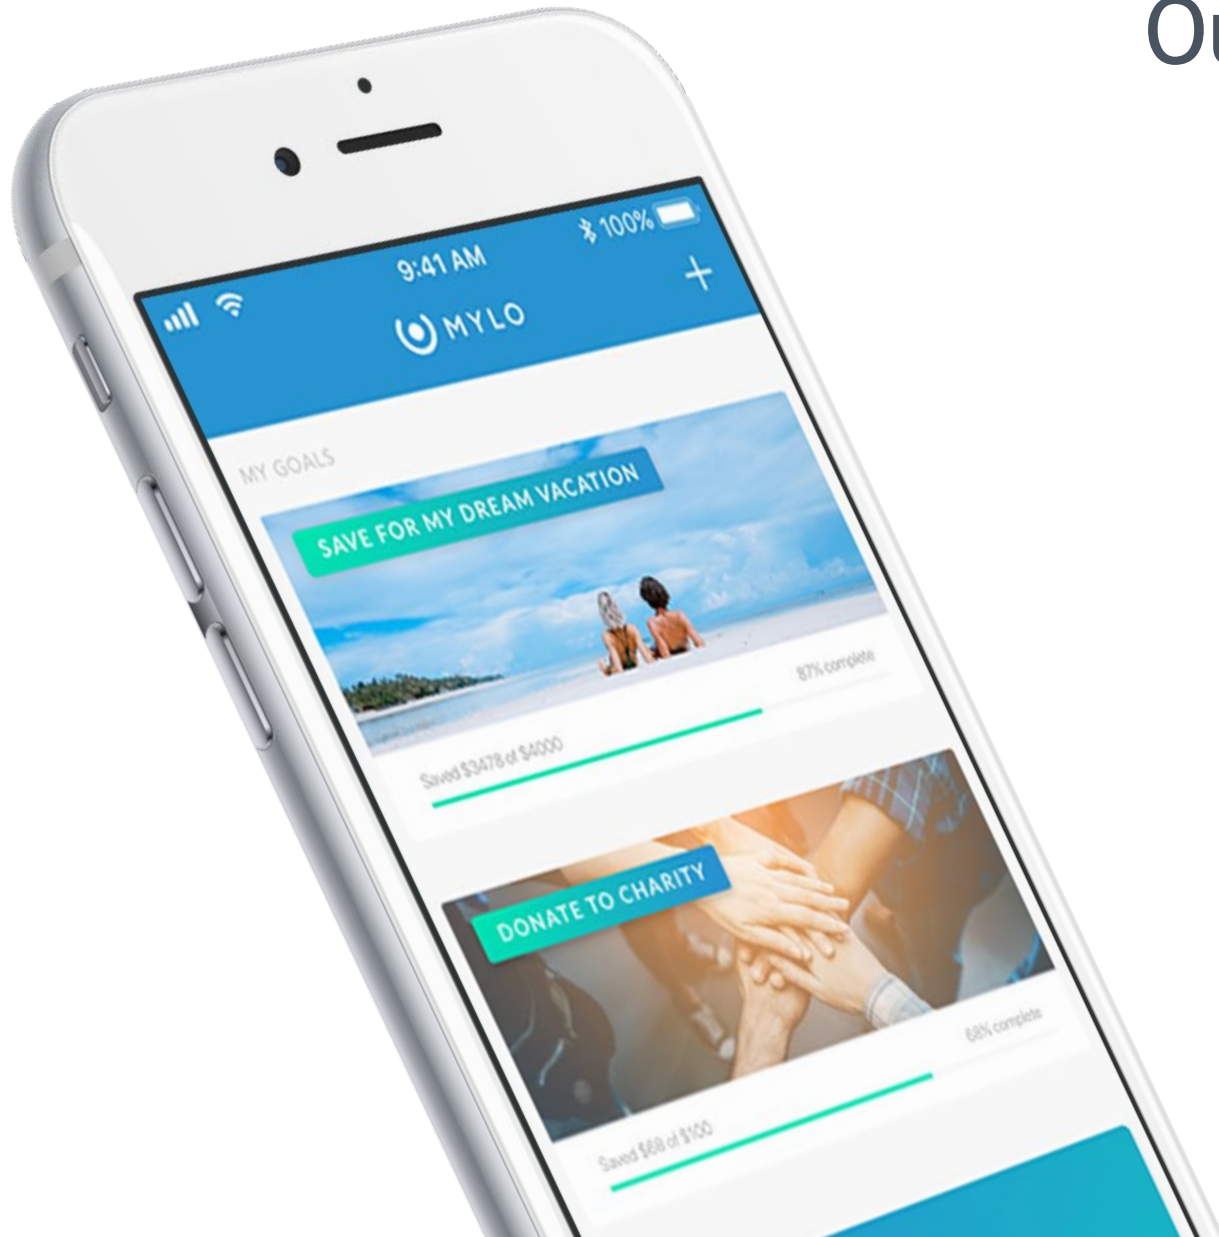 Ou
9:41 AM
100%
MYLO
MY GOALS
SAVE FOR MY DREAM VACATION
87% complete
Saved $3478 of $4000
DONATE TO CHARITY
68% complete
Saved $68 of $100